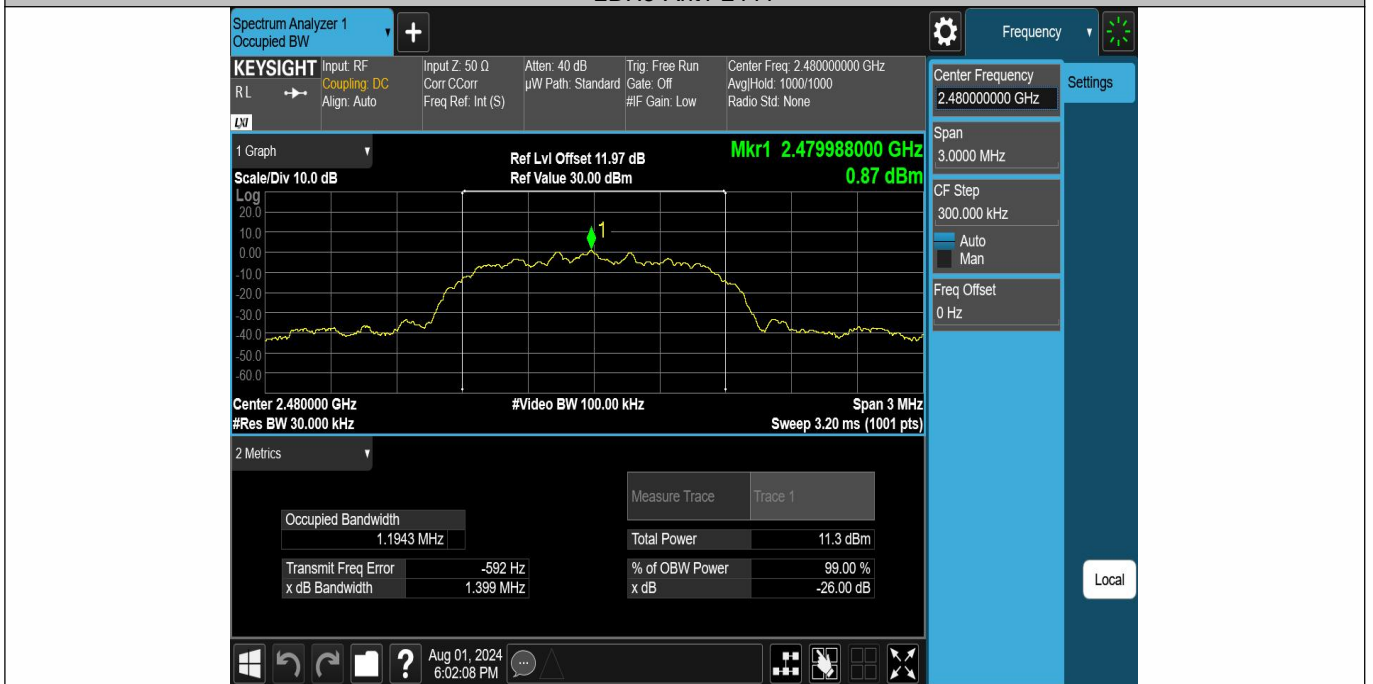 Spectrum Analyzer 1
Occupied BW
Frequency
KEYSIGHT
Input: RF
Coupling: DC
Align: Auto
Input Z: 50 Ω
Corr CCorr
Freq Ref: Int (S)
Atten: 40 dB
µW Path: Standard
Trig: Free Run
Gate: Off
#IF Gain: Low
Center Freq: 2.480000000 GHz
Avg|Hold: 1000/1000
Radio Std: None
RL
LXI
1 Graph
Scale/Div 10.0 dB
Ref Lvl Offset 11.97 dB
Ref Value 30.00 dBm
Mkr1 2.479988000 GHz
0.87 dBm
Log
20.0
10.0
0.00
-10.0
-20.0
-30.0
-40.0
-50.0
-60.0
1
Center 2.480000 GHz
#Res BW 30.000 kHz
#Video BW 100.00 kHz
Span 3 MHz
Sweep 3.20 ms (1001 pts)
2 Metrics
Measure Trace Trace 1
Occupied Bandwidth
1.1943 MHz
Total Power 11.3 dBm
Transmit Freq Error -592 Hz
% of OBW Power 99.00 %
x dB Bandwidth 1.399 MHz
x dB -26.00 dB
Center Frequency
2.480000000 GHz
Settings
Span
3.0000 MHz
CF Step
300.000 kHz
Auto
Man
Freq Offset
0 Hz
Local
?
Aug 01, 2024
6:02:08 PM